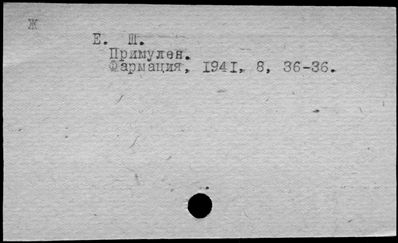 Ж
Е. Ш.
Примулен.
Фармация, 1941, 8, 36-36.